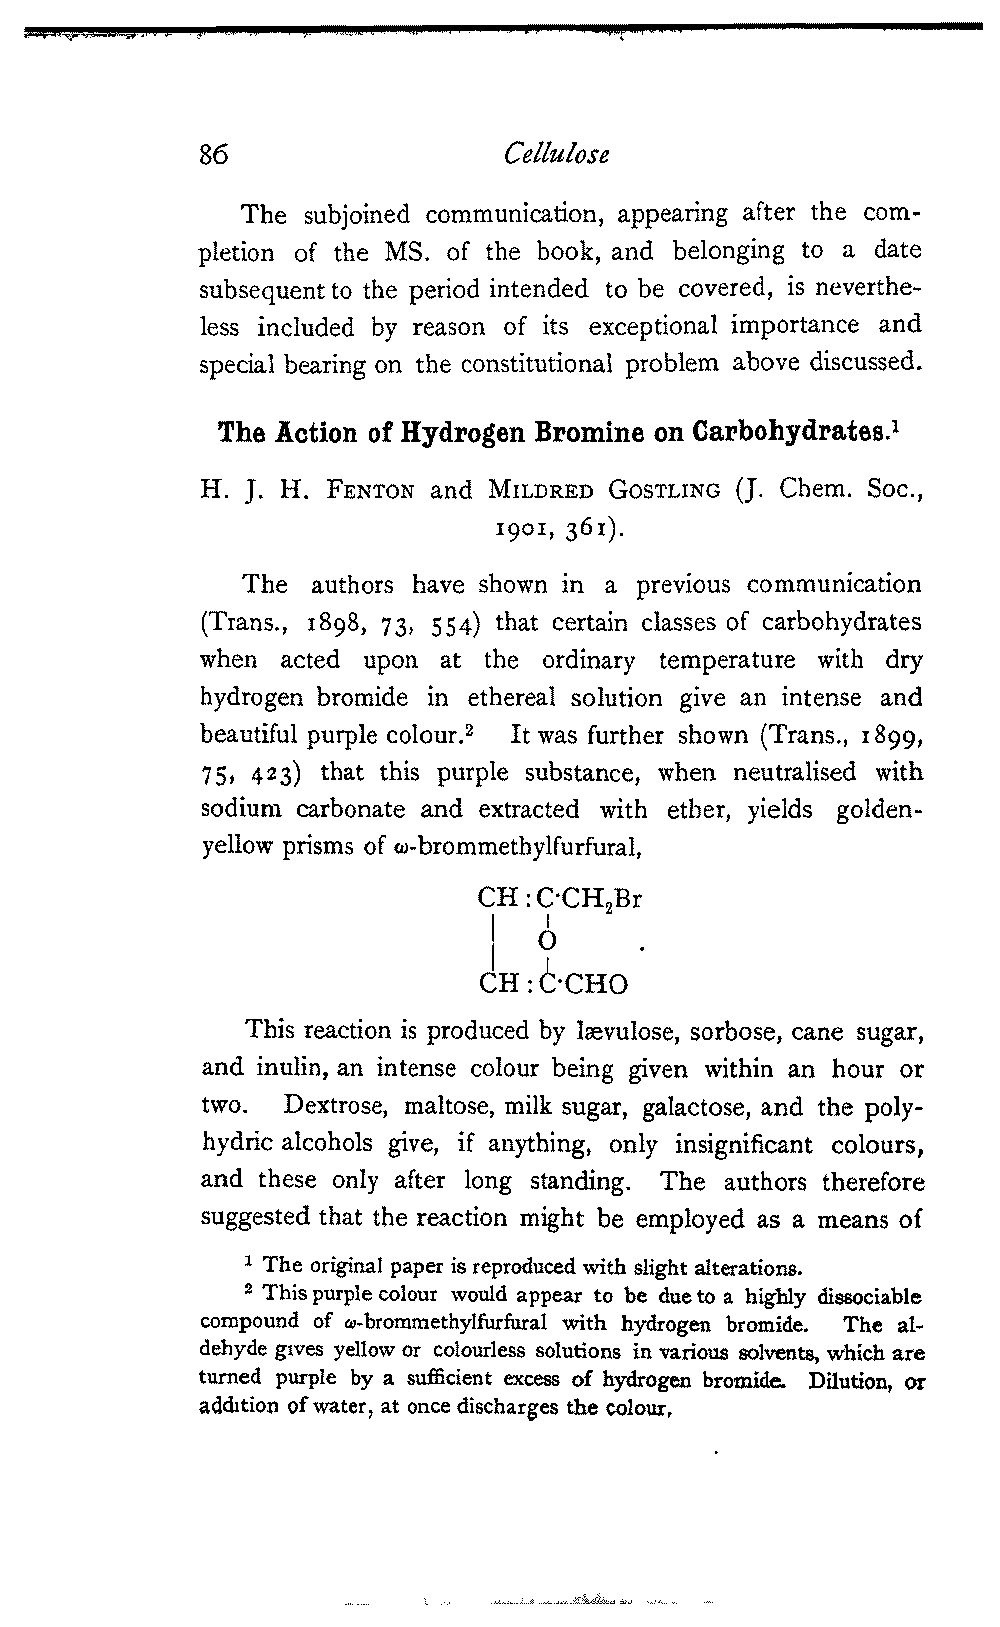 86 Cellulose
The subjoined communication, appearing after the com-
pletion of the MS. of the book, and belonging to a date
subsequent to the period intended to be covered, is neverthe-
less included by reason of its exceptional importance and
special bearing on the constitutional problem above discussed.
The Action of Hydrogen Bromine on Carbohydrates.¹
H. J. H. FENTON and MILDRED GOSTLING (J. Chem. Soc.,
1901, 361).
The authors have shown in a previous communication
(Trans., 1898, 73, 554) that certain classes of carbohydrates
when acted upon at the ordinary temperature with dry
hydrogen bromide in ethereal solution give an intense and
beautiful purple colour.² It was further shown (Trans., 1899,
75, 423) that this purple substance, when neutralised with
sodium carbonate and extracted with ether, yields golden-
yellow prisms of ω-brommethylfurfural,
CH : C·CH₂Br
O
CH : C·CHO
This reaction is produced by lævulose, sorbose, cane sugar,
and inulin, an intense colour being given within an hour or
two. Dextrose, maltose, milk sugar, galactose, and the poly-
hydric alcohols give, if anything, only insignificant colours,
and these only after long standing. The authors therefore
suggested that the reaction might be employed as a means of
¹ The original paper is reproduced with slight alterations.
² This purple colour would appear to be due to a highly dissociable
compound of ω-brommethylfurfural with hydrogen bromide. The al-
dehyde gives yellow or colourless solutions in various solvents, which are
turned purple by a sufficient excess of hydrogen bromide. Dilution, or
addition of water, at once discharges the colour,